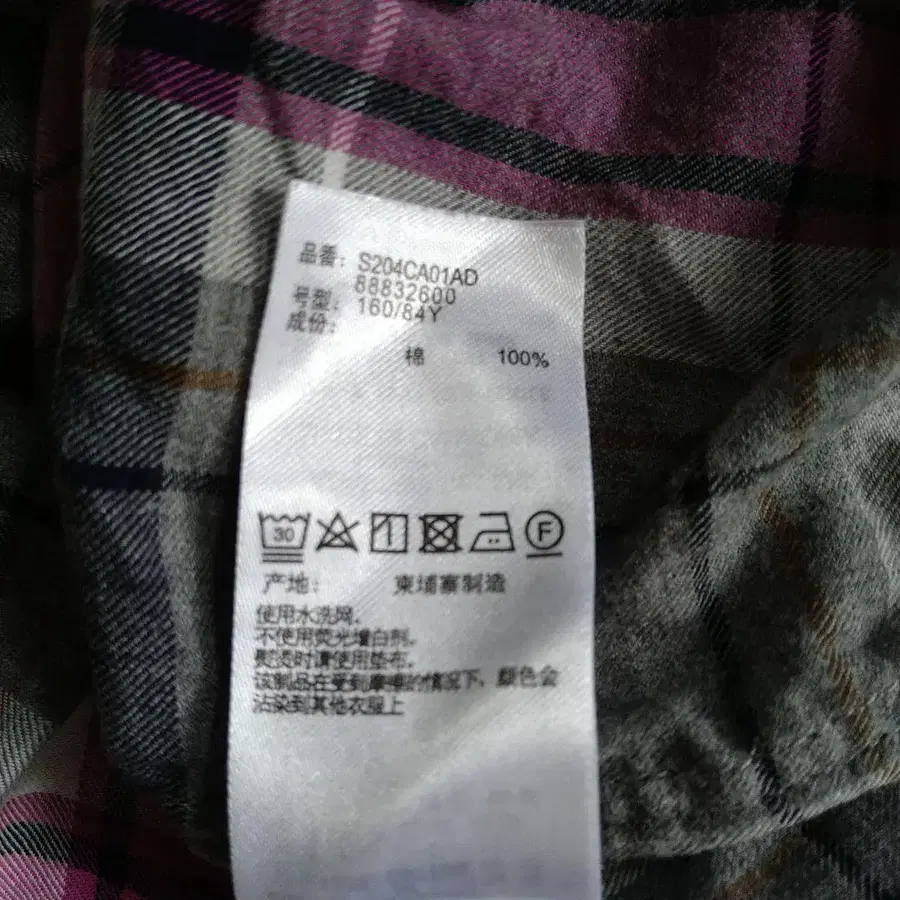 品番: S204CA01AD
88832600
号型: 160/84Y
成份:
棉 100%
30 F
产地: 柬埔寨制造
使用水洗网。
不使用荧光增白剂。
熨烫时请使用垫布。
该制品在受到摩擦的情况下，颜色会
沾染到其他衣服上